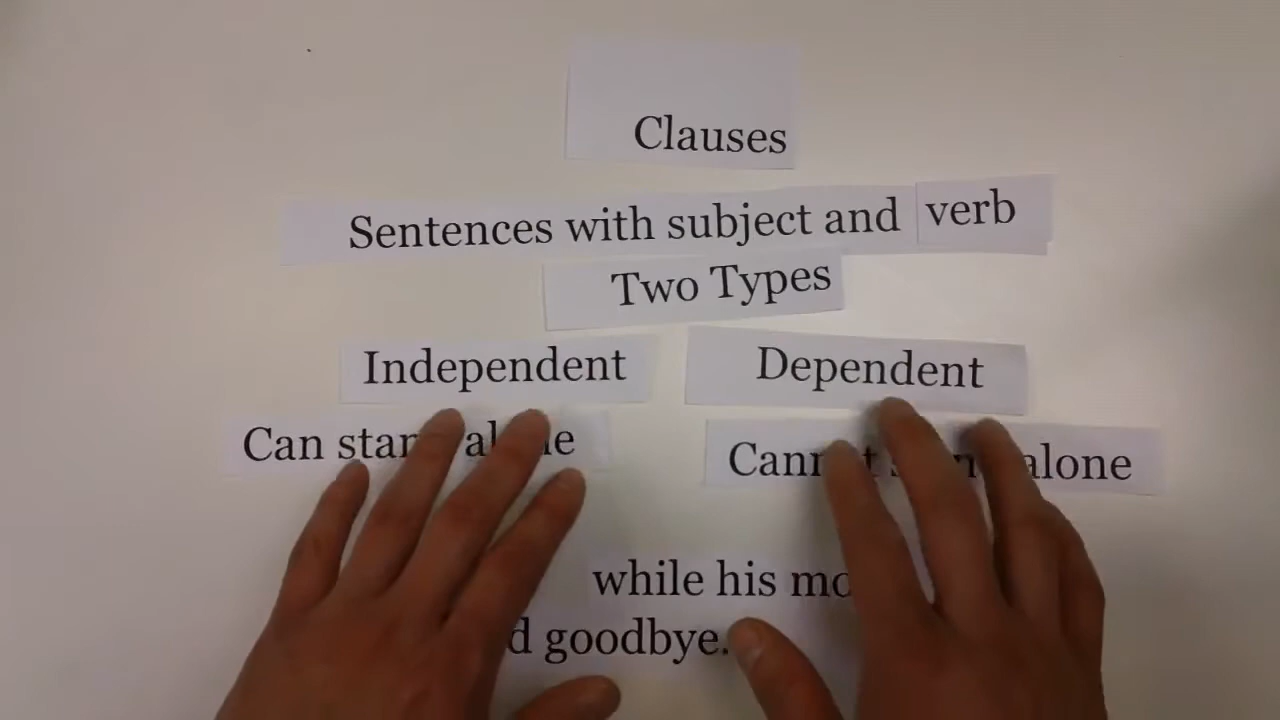 Clauses
Sentences with subject and verb
Two Types
Independent Dependent
Can alone
while his
goodbye.